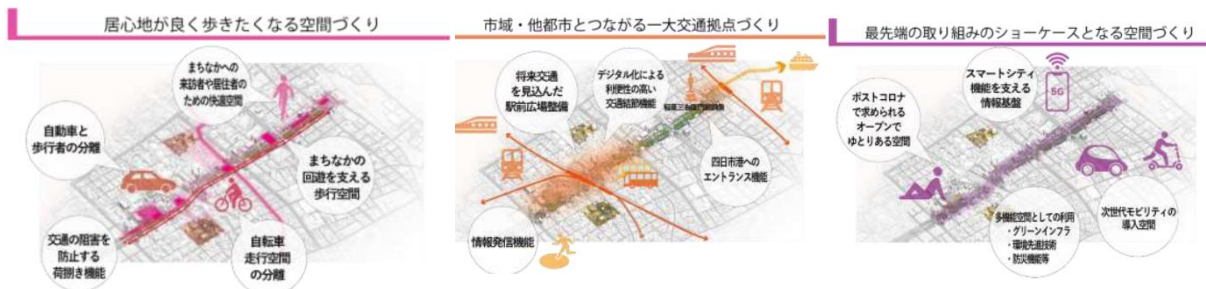 居心地が良く歩きたくなる空間づくり
まちなかへの
来訪者や居住者の
ための快適空間
自動車と
歩行者の分離
まちなかの
回遊を支える
歩行空間
交通の阻害を
防止する
荷捌き機能
自転車
走行空間
の分離
市域・他都市とつながる一大交通拠点づくり
将来交通
を見込んだ
駅前広場整備
デジタル化による
利便性の高い
交通結節機能
四日市港への
エントランス機能
情報発信機能
最先端の取り組みのショーケースとなる空間づくり
スマートシティ
機能を支える
情報基盤
5G
ポストコロナ
で求められる
オープンで
ゆとりある空間
多機能空間としての利用
・グリーンインフラ
・環境先進技術
・防災機能等
次世代モビリティの
導入空間